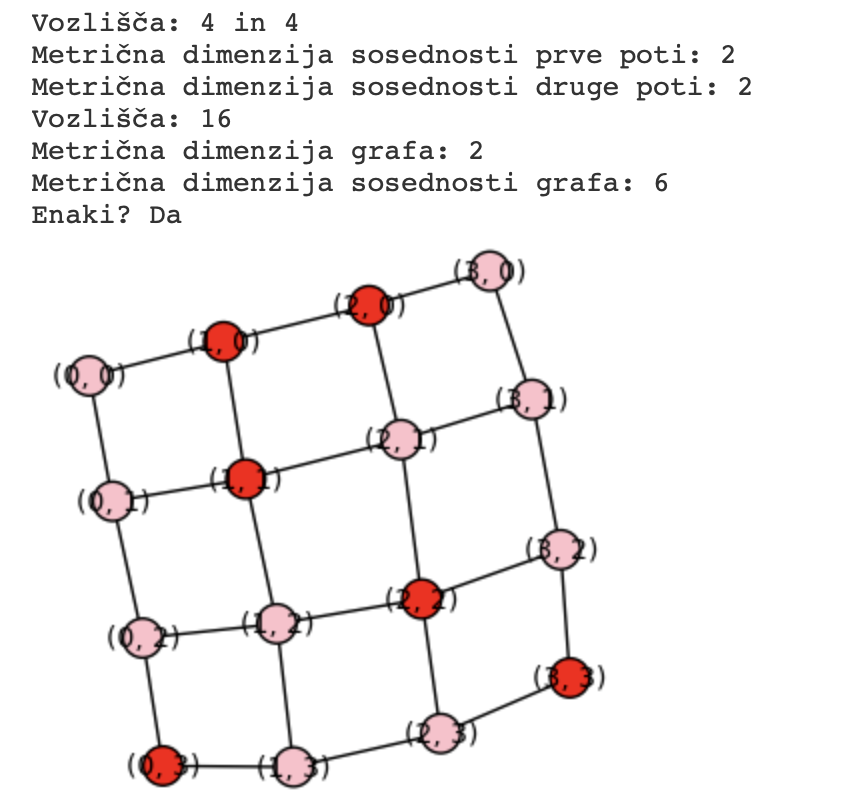 Vozlišča: 4 in 4
Metrična dimenzija sosednosti prve poti: 2
Metrična dimenzija sosednosti druge poti: 2
Vozlišča: 16
Metrična dimenzija grafa: 2
Metrična dimenzija sosednosti grafa: 6
Enaki? Da
(3, 0)
(2, 0)
(1, 0)
(0, 0)
(3, 1)
(2, 1)
(1, 1)
(0, 1)
(3, 2)
(2, 2)
(1, 2)
(0, 2)
(3, 3)
(2, 3)
(1, 3)
(0, 3)